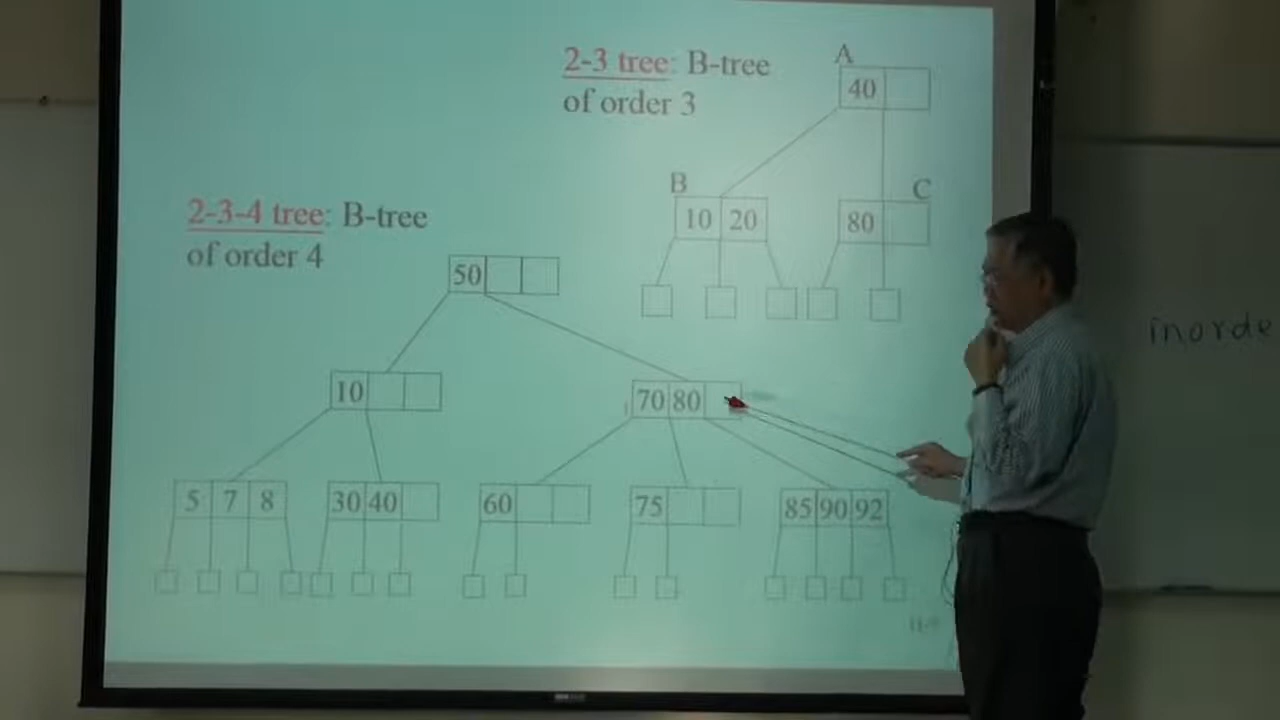 2-3 tree: B-tree
of order 3
A
40
B
C
10 20
80
2-3-4 tree: B-tree
of order 4
50
10
70 80
5 7 8
30 40
60
75
85 90 92
inorde